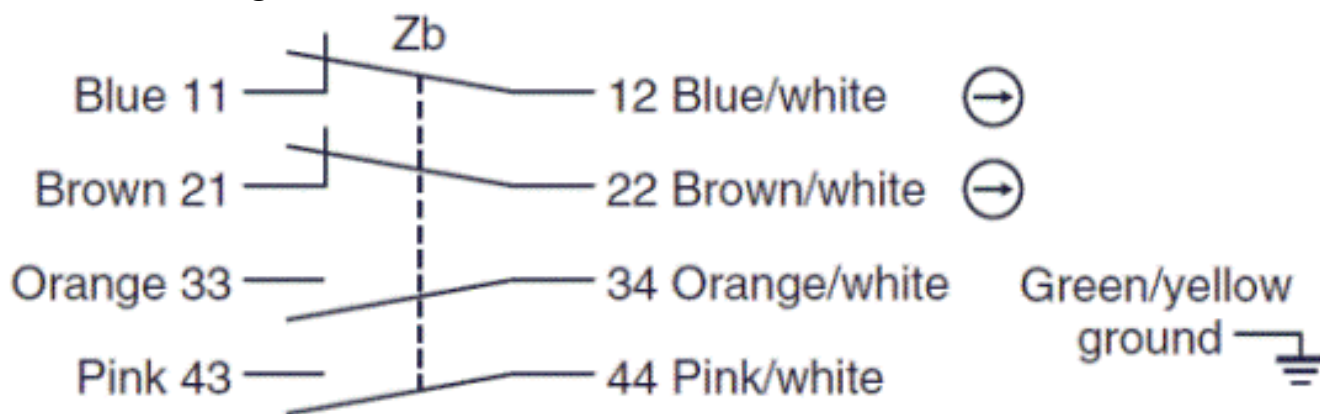 Zb
Blue 11 12 Blue/white
Brown 21 22 Brown/white
Orange 33 34 Orange/white Green/yellow
ground
Pink 43 44 Pink/white